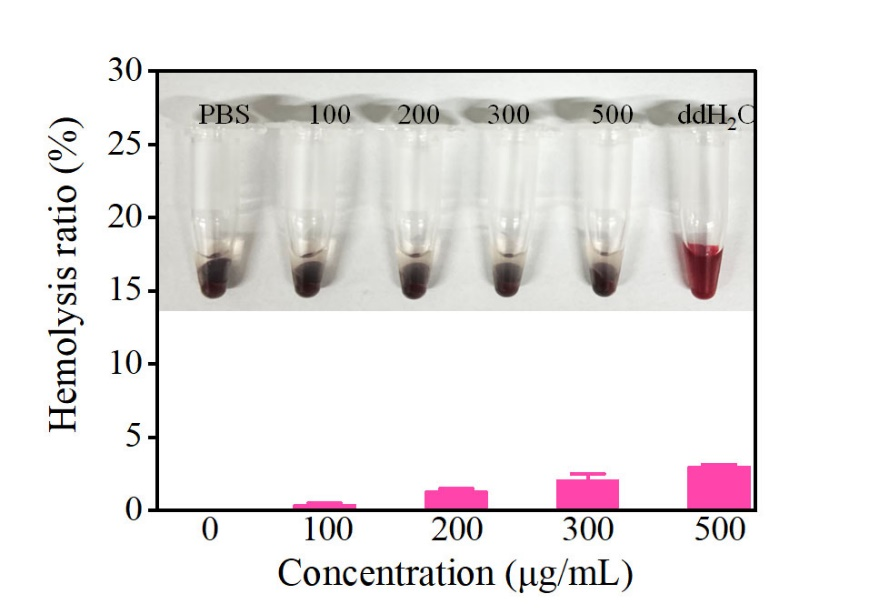 30
PBS 100 200 300 500 ddH₂O
25
20
15
10
5
0
Hemolysis ratio (%)
0 100 200 300 500
Concentration (μg/mL)